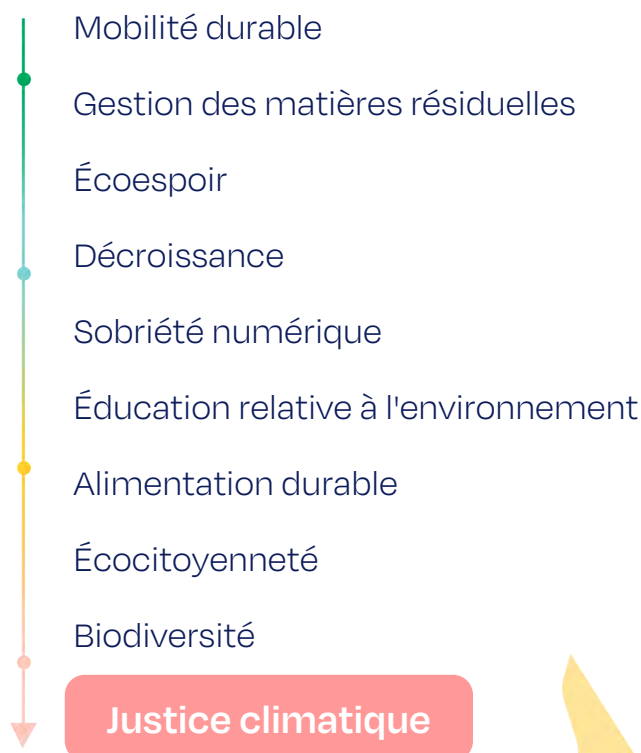 Mobilité durable
Gestion des matières résiduelles
Écoespoir
Décroissance
Sobriété numérique
Éducation relative à l'environnement
Alimentation durable
Écocitoyenneté
Biodiversité
Justice climatique